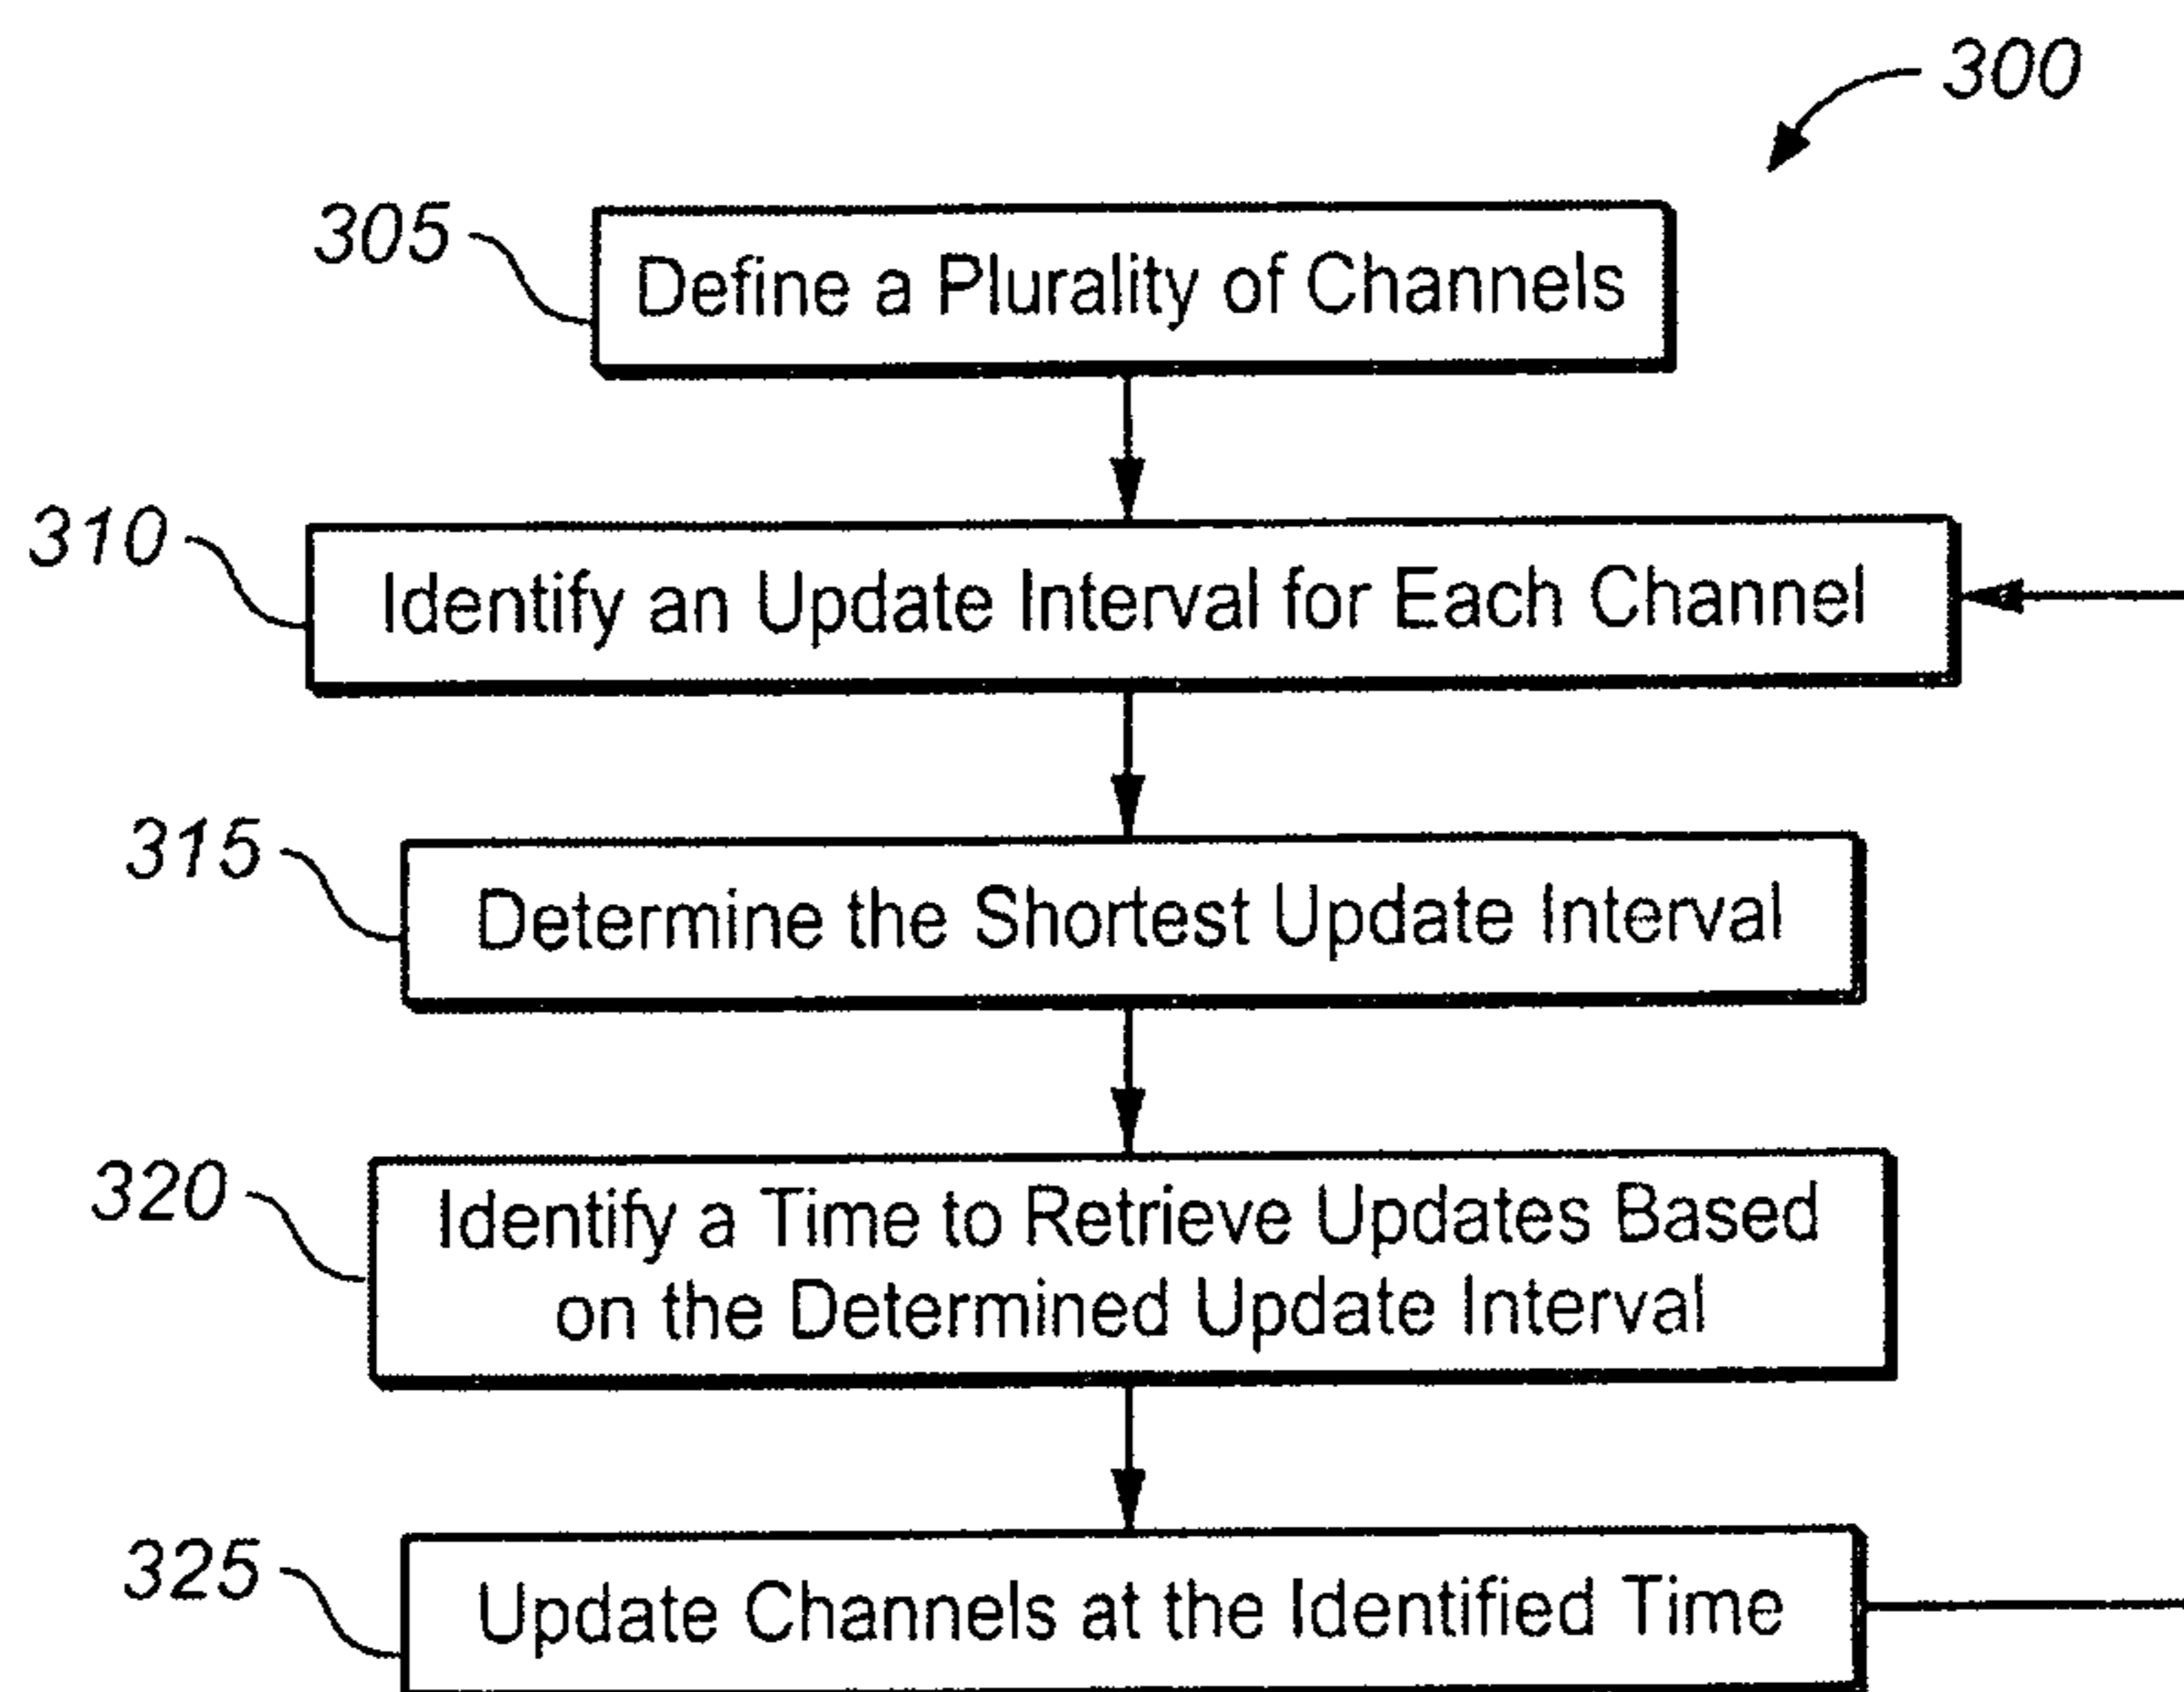 300
305
Define a Plurality of Channels
310
Identify an Update Interval for Each Channel
315
Determine the Shortest Update Interval
320
Identify a Time to Retrieve Updates Based
on the Determined Update Interval
325
Update Channels at the Identified Time